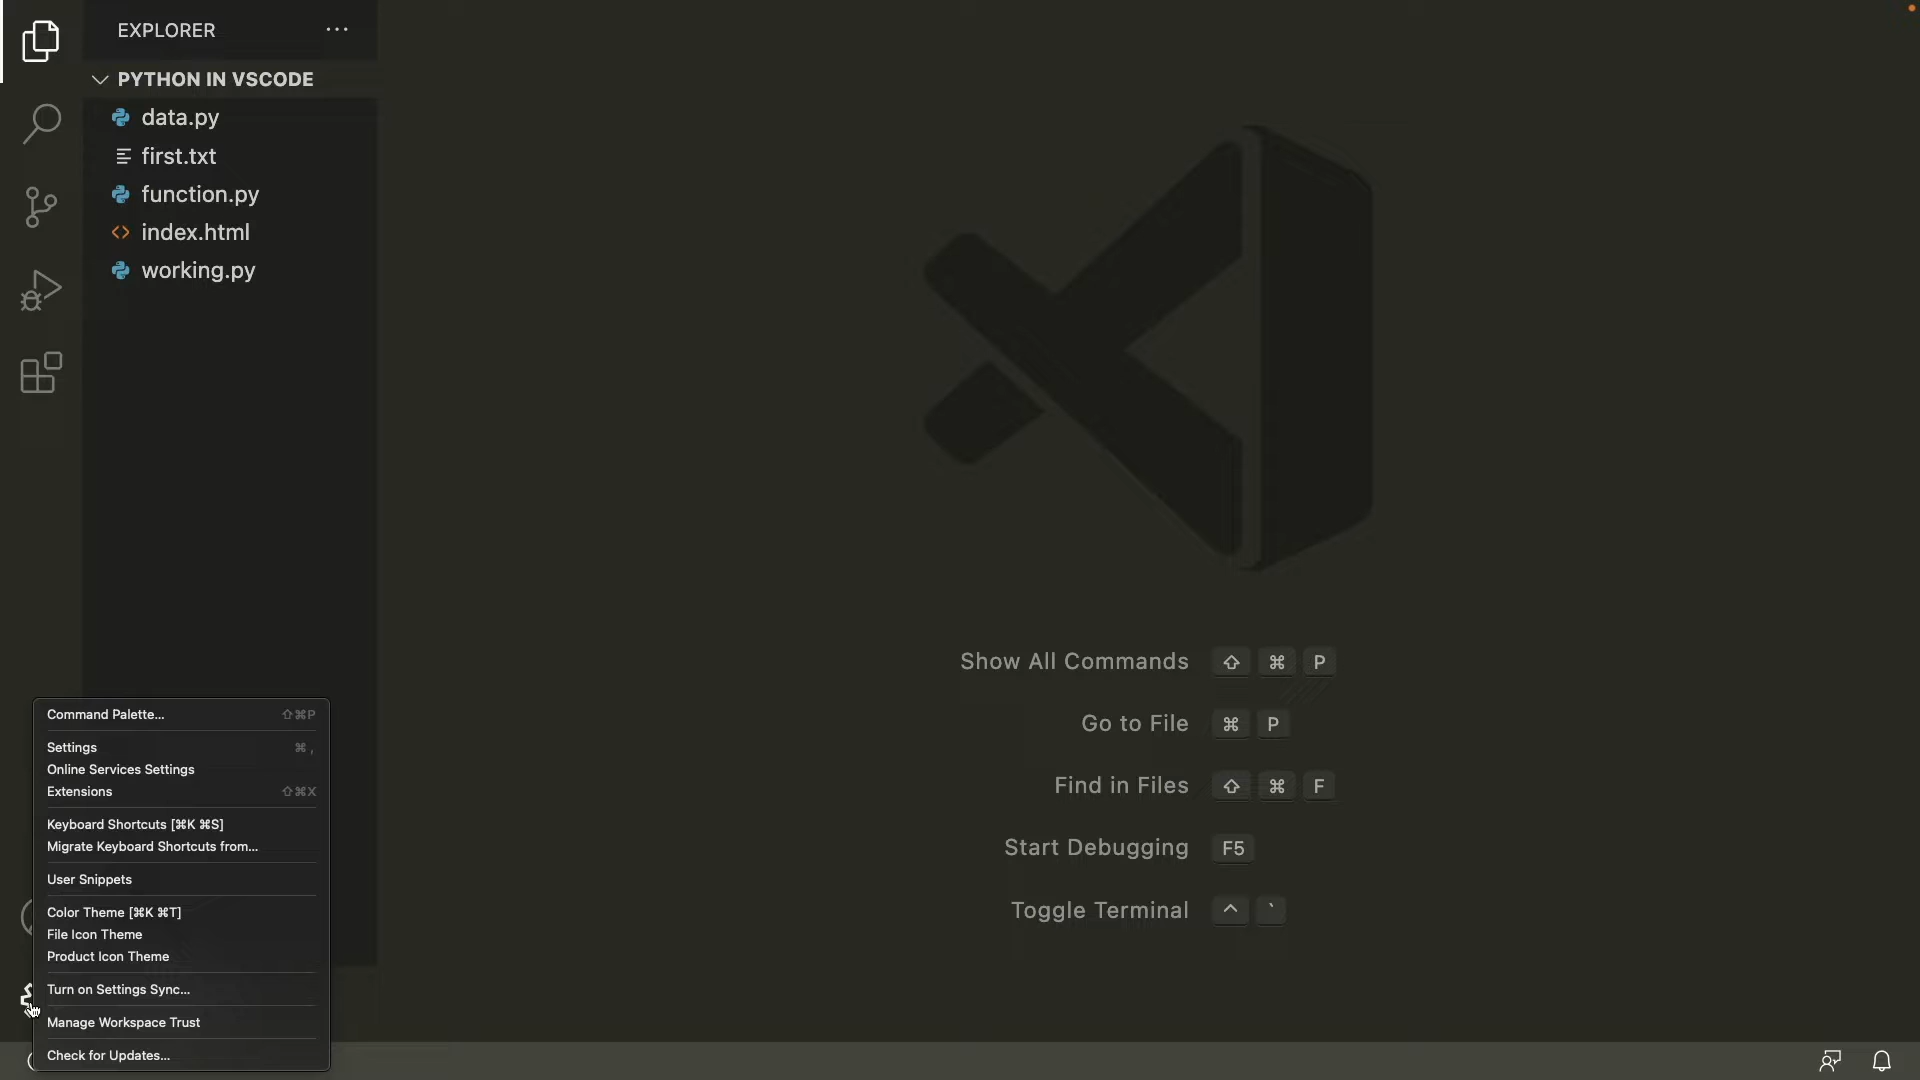 EXPLORER
PYTHON IN VSCODE
data.py
first.txt
function.py
index.html
working.py
Show All Commands ⇧ ⌘ P
Go to File ⌘ P
Find in Files ⇧ ⌘ F
Start Debugging F5
Toggle Terminal ^ `
Command Palette... ⇧⌘P
Settings ⌘ ,
Online Services Settings
Extensions ⇧⌘X
Keyboard Shortcuts [⌘K ⌘S]
Migrate Keyboard Shortcuts from...
User Snippets
Color Theme [⌘K ⌘T]
File Icon Theme
Product Icon Theme
Turn on Settings Sync...
Manage Workspace Trust
Check for Updates...